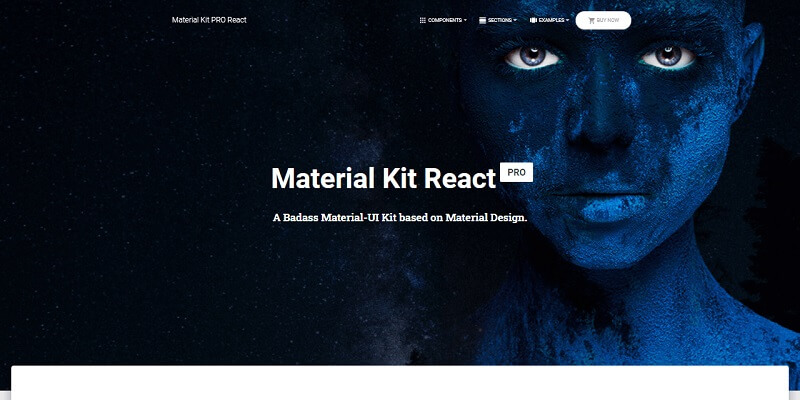 Material Kit PRO React
COMPONENTS
SECTIONS
EXAMPLES
BUY NOW
Material Kit React PRO
A Badass Material-UI Kit based on Material Design.